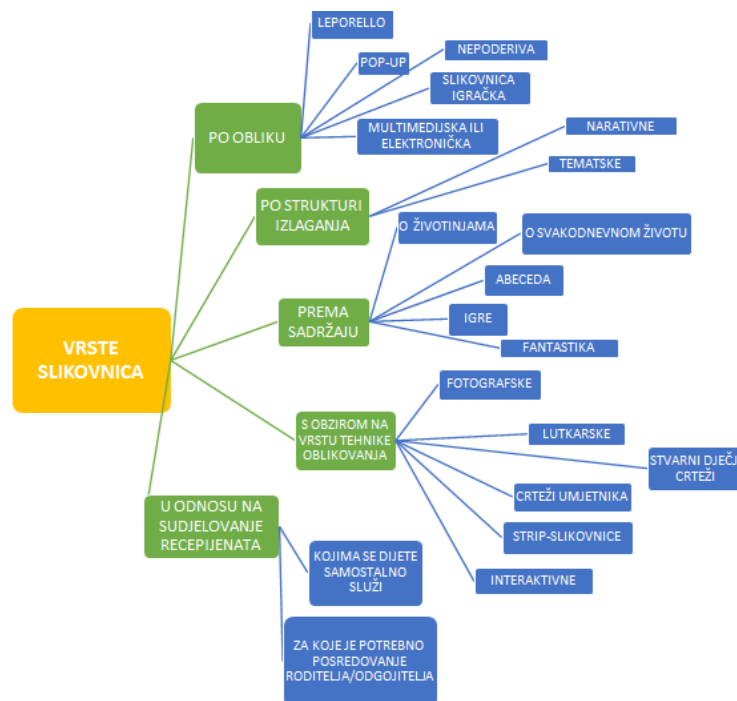 VRSTE
SLIKOVNICA
PO OBLIKU
LEPORELLO
POP-UP
NEPODERIVA
SLIKOVNICA
IGRAČKA
MULTIMEDIJSKA ILI
ELEKTRONIČKA
PO STRUKTURI
IZLAGANJA
NARATIVNE
TEMATSKE
PREMA
SADRŽAJU
O ŽIVOTINJAMA
O SVAKODNEVNOM ŽIVOTU
ABECEDA
IGRE
FANTASTIKA
S OBZIROM NA
VRSTU TEHNIKE
OBLIKOVANJA
FOTOGRAFSKE
LUTKARSKE
STVARNI DJEČJ
CRTEŽI
CRTEŽI UMJETNIKA
STRIP-SLIKOVNICE
INTERAKTIVNE
U ODNOSU NA
SUDJELOVANJE
RECEPIJENATA
KOJIMA SE DIJETE
SAMOSTALNO
SLUŽI
ZA KOJE JE POTREBNO
POSREDOVANJE
RODITELJA/ODGOJITELJA